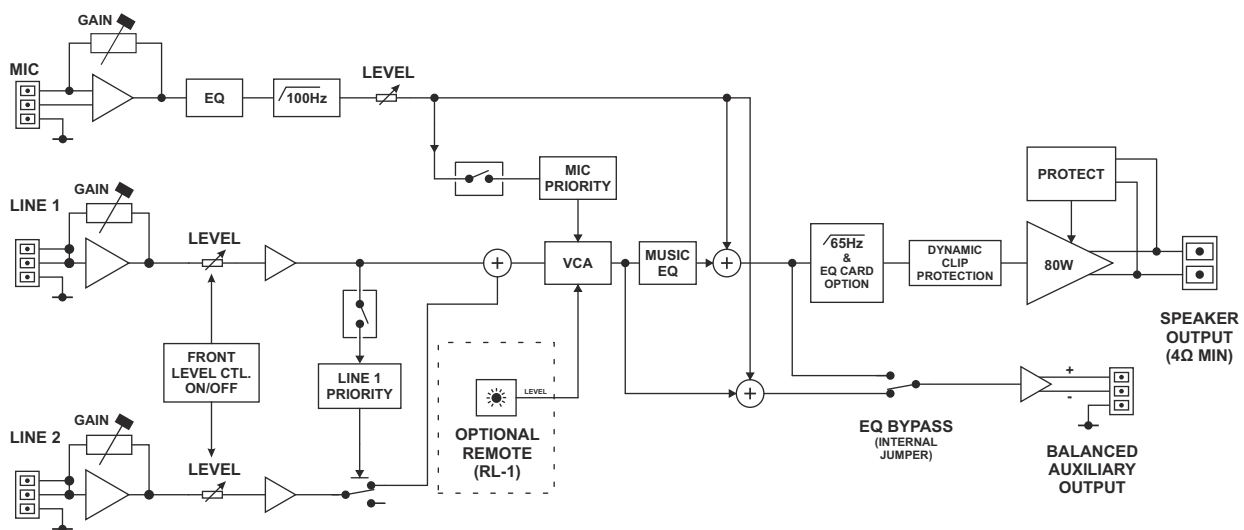 GAIN
MIC
EQ
100Hz
LEVEL
MIC
PRIORITY
GAIN
LINE 1
LEVEL
VCA
MUSIC
EQ
65Hz
&
EQ CARD
OPTION
DYNAMIC
CLIP
PROTECTION
PROTECT
80W
SPEAKER
OUTPUT
(4Ω MIN)
FRONT
LEVEL CTL.
ON/OFF
LINE 1
PRIORITY
LEVEL
OPTIONAL
REMOTE
(RL-1)
+
-
EQ BYPASS
(INTERNAL
JUMPER)
BALANCED
AUXILIARY
OUTPUT
GAIN
LINE 2
LEVEL